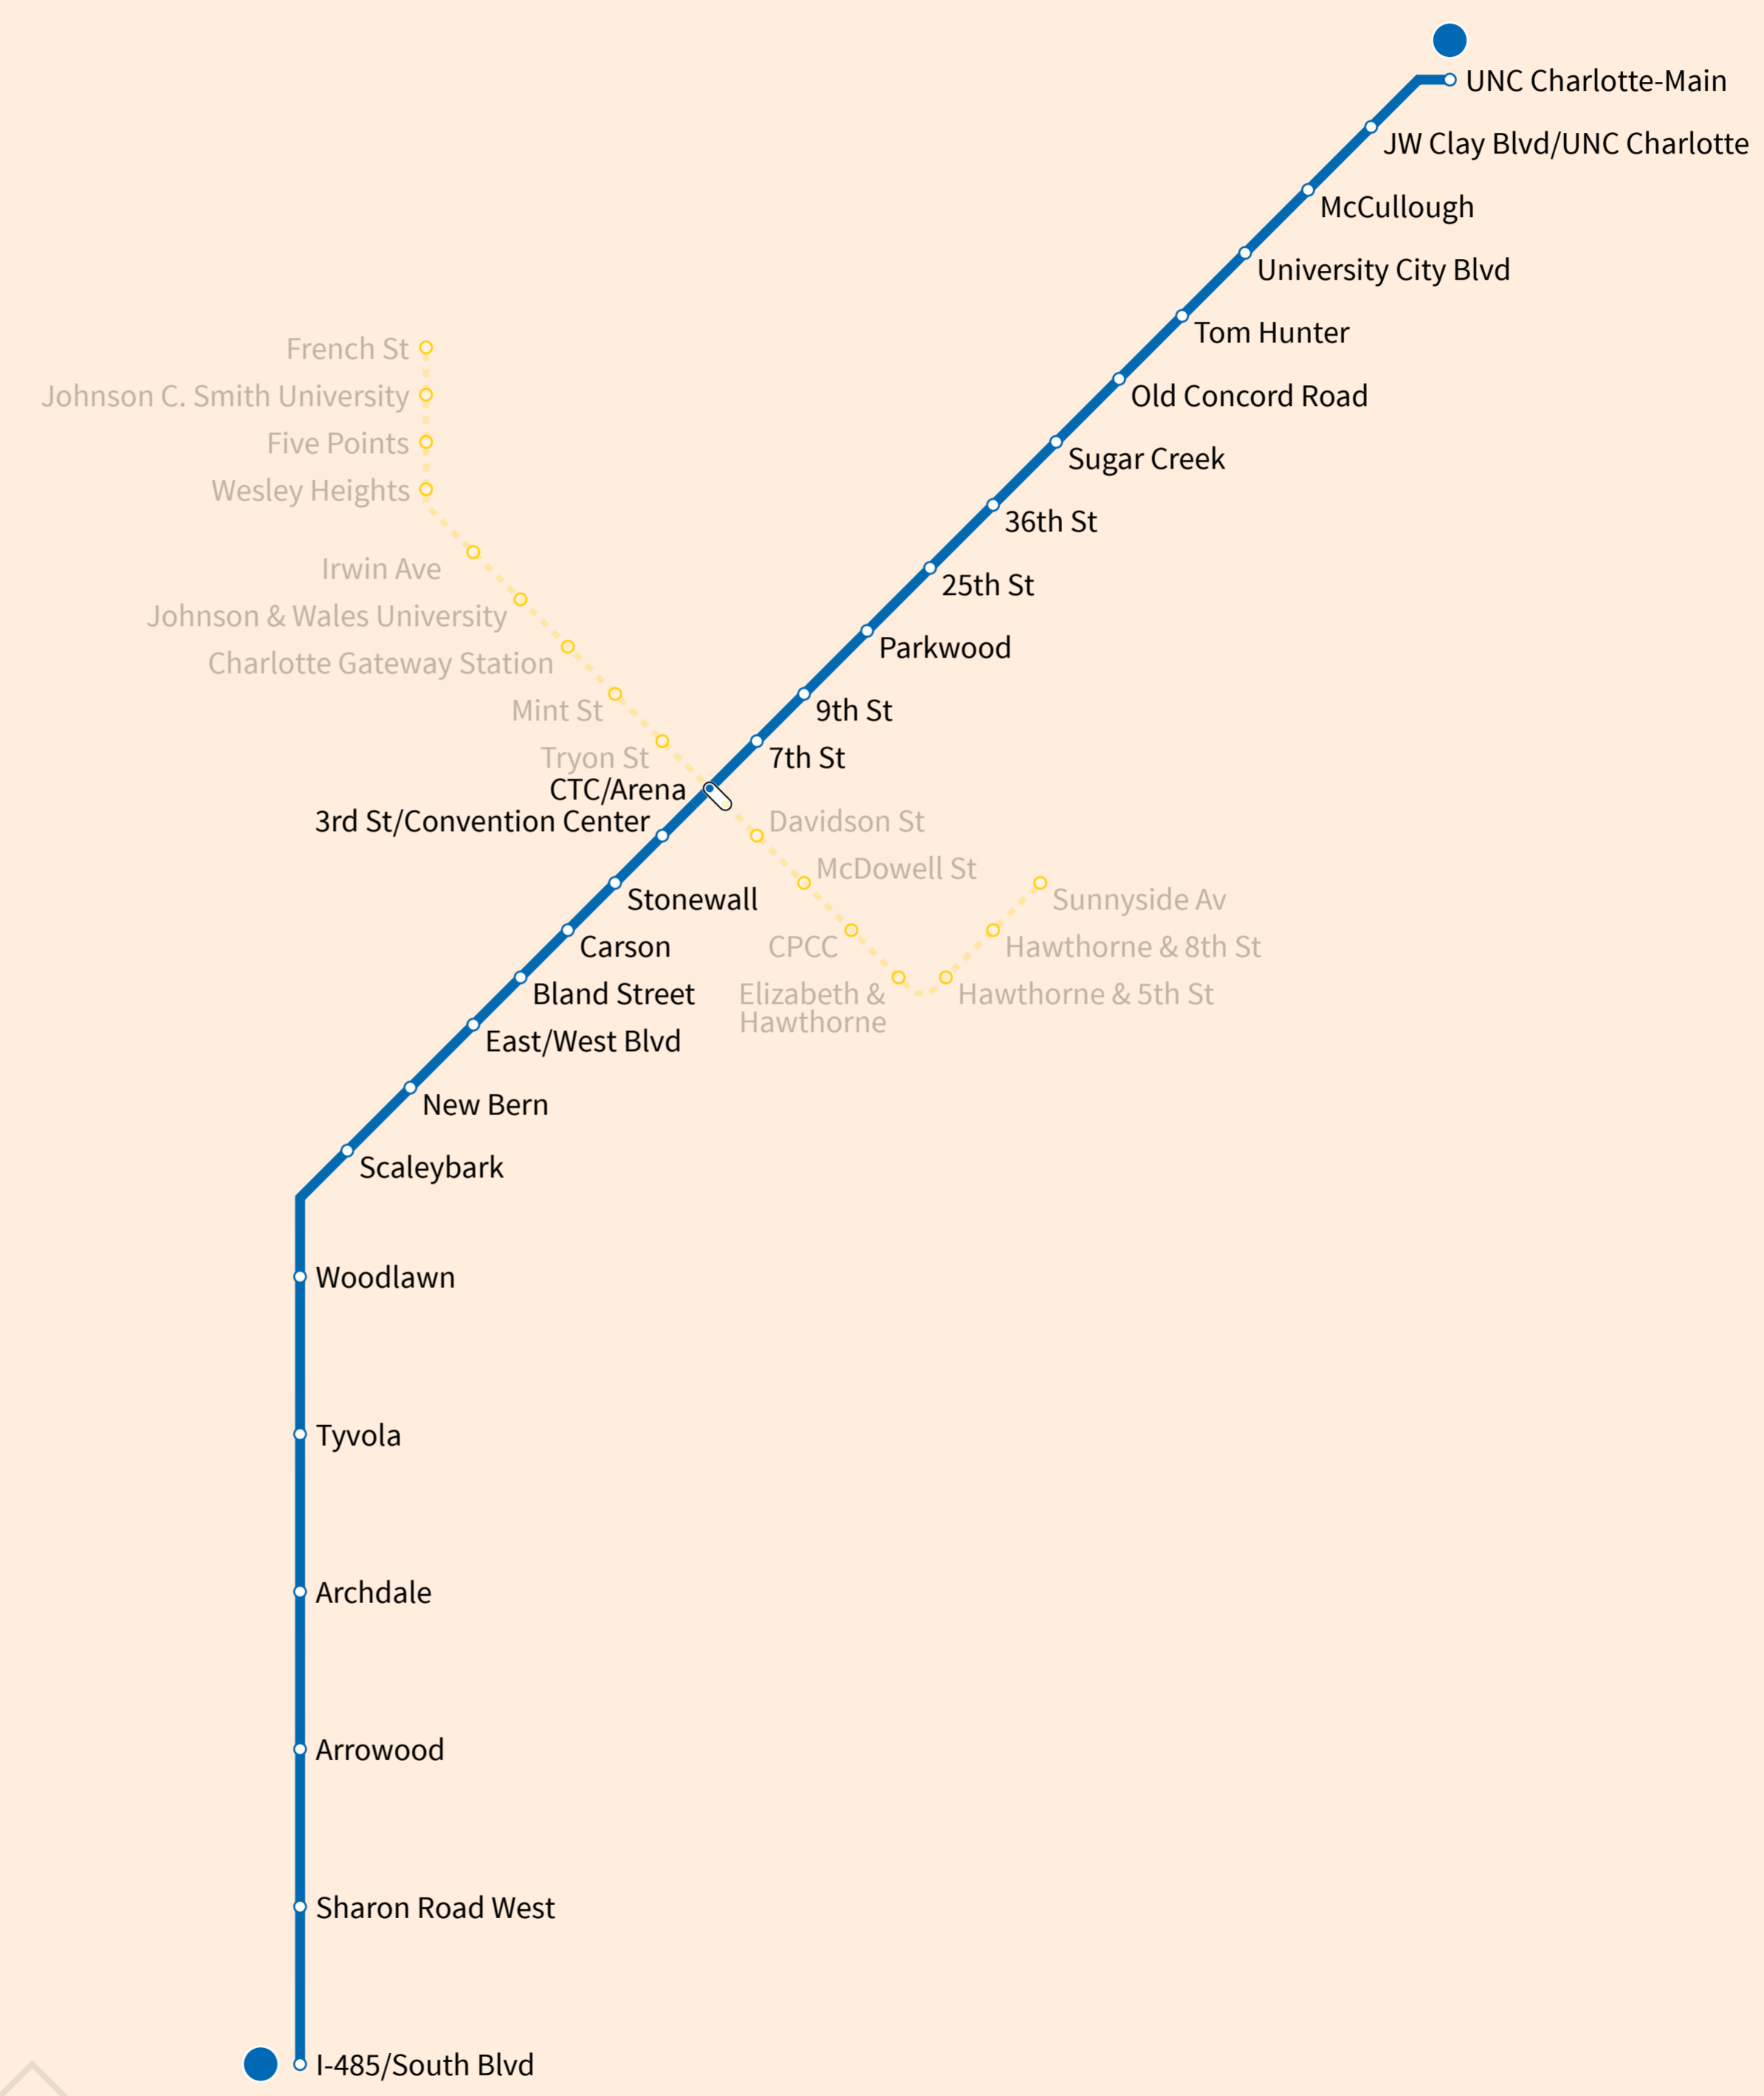 UNC Charlotte-Main
JW Clay Blvd/UNC Charlotte
McCullough
University City Blvd
Tom Hunter
French St
Johnson C. Smith University
Old Concord Road
Five Points
Sugar Creek
Wesley Heights
36th St
Irwin Ave
25th St
Johnson & Wales University
Parkwood
Charlotte Gateway Station
Mint St
9th St
Tryon St
7th St
CTC/Arena
3rd St/Convention Center
Davidson St
McDowell St
Stonewall
Sunnyside Av
Carson
CPCC
Hawthorne & 8th St
Bland Street
Elizabeth &
Hawthorne
Hawthorne & 5th St
East/West Blvd
New Bern
Scaleybark
Woodlawn
Tyvola
Archdale
Arrowood
Sharon Road West
I-485/South Blvd